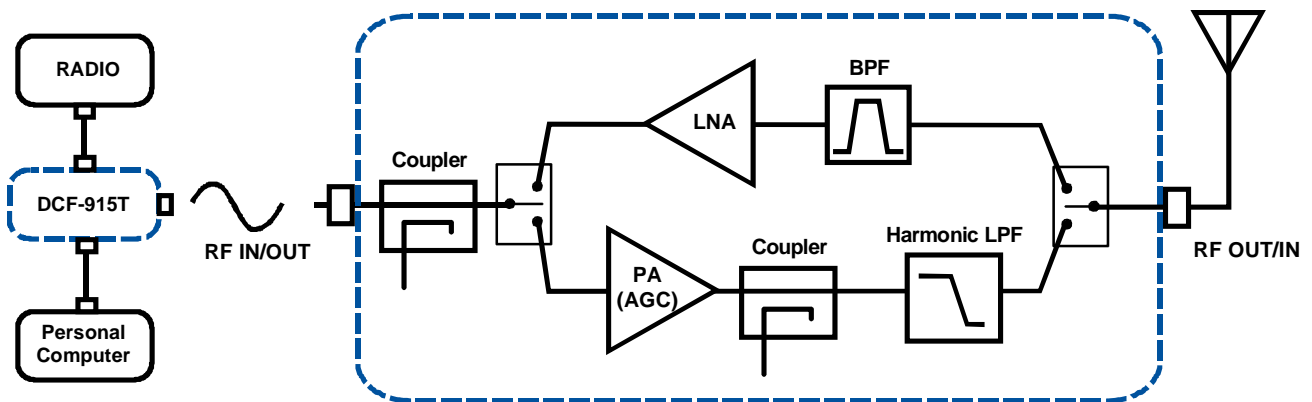 RADIO
DCF-915T
Personal
Computer
RF IN/OUT
Coupler
LNA
BPF
PA
(AGC)
Coupler
Harmonic LPF
RF OUT/IN